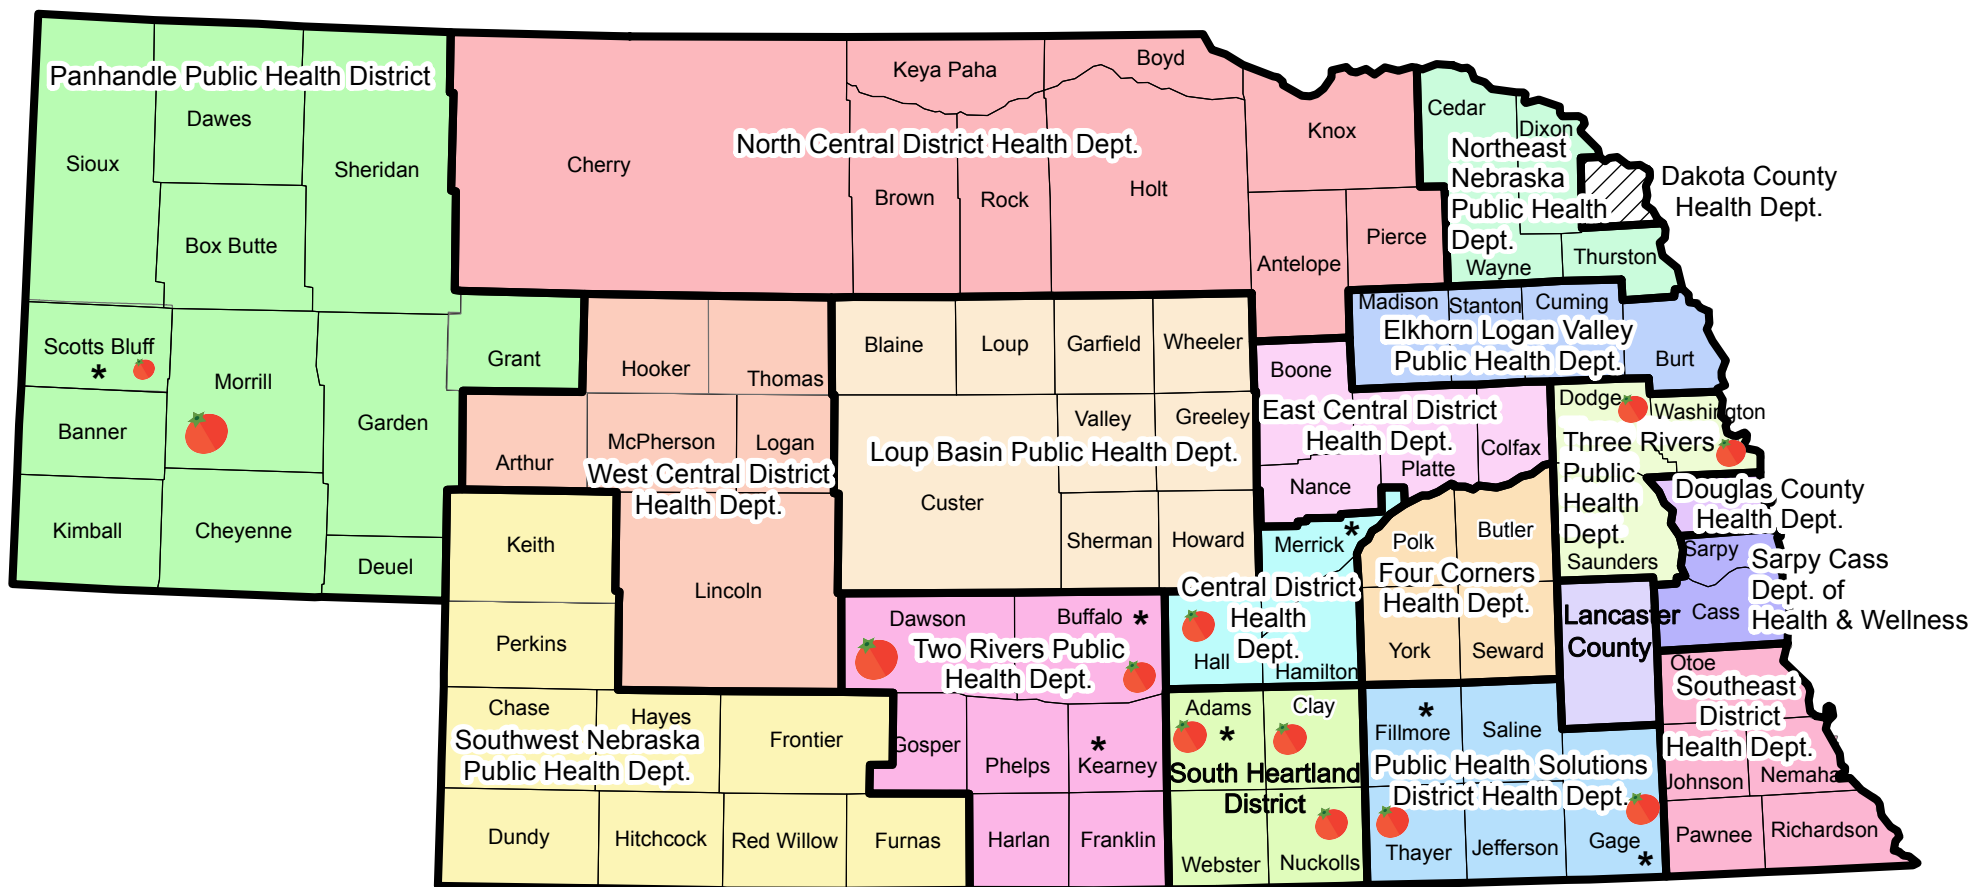 Panhandle Public Health District
Sioux
Dawes
Sheridan
Box Butte
Scotts Bluff
*
Morrill
Grant
Banner
Garden
Kimball
Cheyenne
Deuel
North Central District Health Dept.
Cherry
Keya Paha
Boyd
Brown
Rock
Holt
Knox
Antelope
Pierce
Cedar
Dixon
Northeast
Nebraska
Public Health
Dept.
Wayne
Thurston
Dakota County
Health Dept.
Madison
Stanton
Cuming
Elkhorn Logan Valley
Public Health Dept.
Burt
Hooker
Thomas
Arthur
McPherson
Logan
West Central District
Health Dept.
Lincoln
Blaine
Loup
Garfield
Wheeler
Valley
Greeley
Loup Basin Public Health Dept.
Custer
Sherman
Howard
Boone
East Central District
Health Dept.
Platte
Colfax
Nance
Dodge
Washington
Three Rivers
Public
Health
Dept.
Saunders
Douglas County
Health Dept.
Sarpy
Cass
Sarpy Cass
Dept. of
Health & Wellness
Merrick
*
Central District
Health
Dept.
Hall
Hamilton
Polk
Butler
Four Corners
Health Dept.
York
Seward
Lancaster
County
Otoe
Southeast
District
Health Dept.
Johnson
Nemaha
Pawnee
Richardson
Keith
Perkins
Chase
Hayes
Frontier
Southwest Nebraska
Public Health Dept.
Dundy
Hitchcock
Red Willow
Furnas
Dawson
Buffalo *
Two Rivers Public
Health Dept.
Gosper
Phelps
*
Kearney
Harlan
Franklin
Adams
*
Clay
South Heartland
District
Webster
Nuckolls
*
Fillmore
Saline
Public Health Solutions
District Health Dept.
Thayer
Jefferson
Gage
*